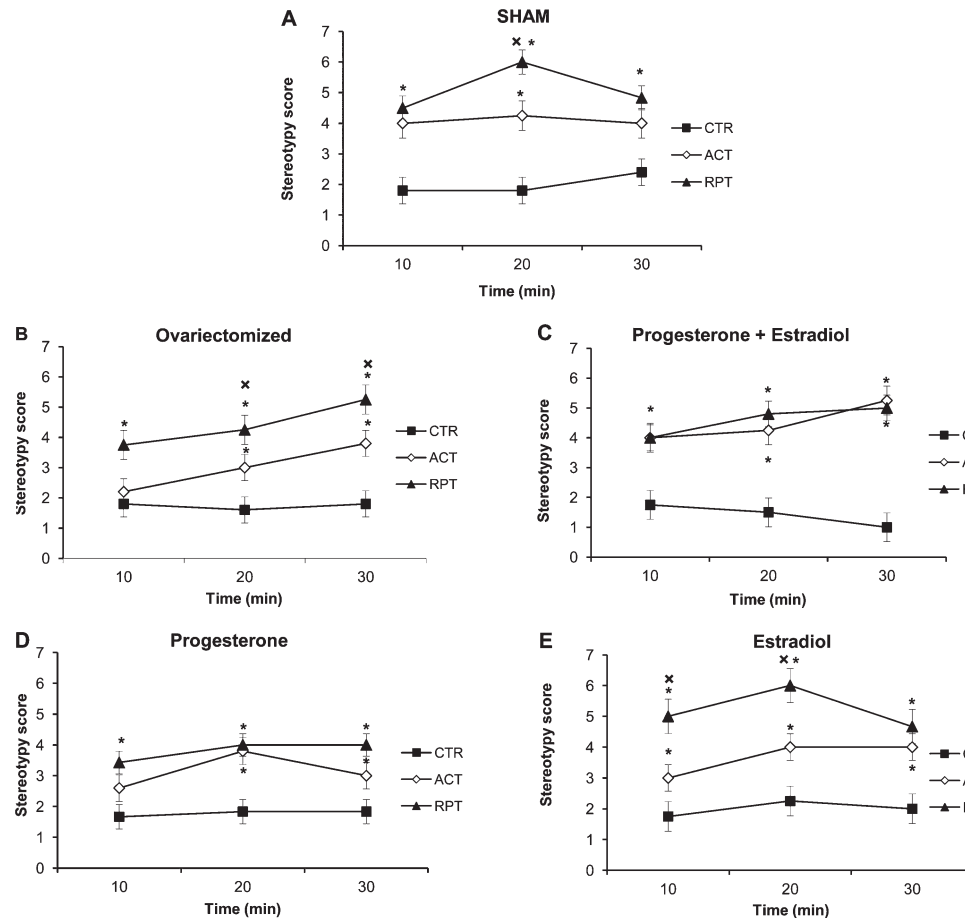 A
SHAM
7
6
5
4
3
2
1
0
Stereotypy score
× *
*
*
*
CTR
ACT
RPT
10 20 30
Time (min)
B
Ovariectomized
7
6
5
4
3
2
1
0
Stereotypy score
*
×
*
*
×
*
*
CTR
ACT
RPT
10 20 30
Time (min)
C
Progesterone + Estradiol
7
6
5
4
3
2
1
0
Stereotypy score
*
*
*
*
*
10 20 30
Time (min)
D
Progesterone
7
6
5
4
3
2
1
0
Stereotypy score
*
*
*
*
*
CTR
ACT
RPT
10 20 30
Time (min)
E
Estradiol
7
6
5
4
3
2
1
0
Stereotypy score
×
*
*
× *
*
*
*
10 20 30
Time (min)